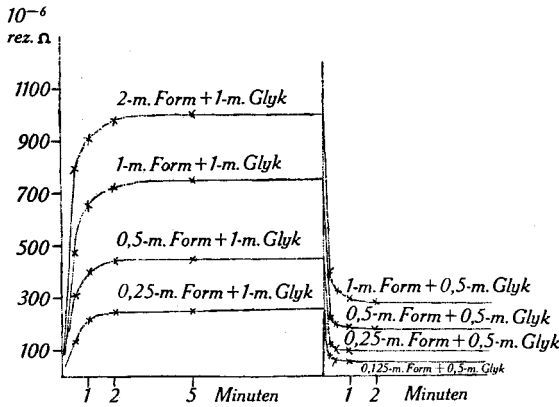 10⁻⁶
rez. Ω
1100
900
700
500
300
100
2-m. Form + 1-m. Glyk
1-m. Form + 1-m. Glyk
0,5-m. Form + 1-m. Glyk
0,25-m. Form + 1-m. Glyk
1-m. Form + 0,5-m. Glyk
0,5-m. Form + 0,5-m. Glyk
0,25-m. Form + 0,5-m. Glyk
0,125-m. Form + 0,5-m. Glyk
1 2 5 Minuten 1 2 Minuten